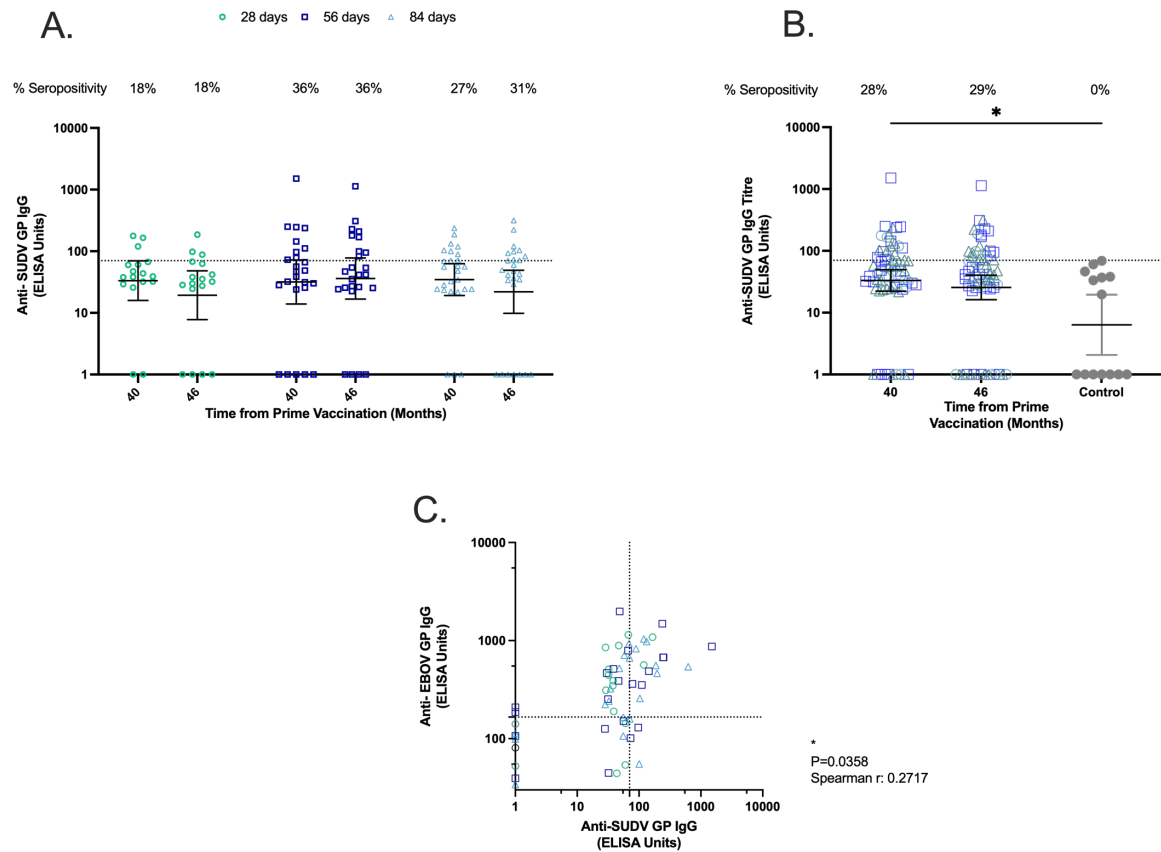 A.
28 days 56 days 84 days
% Seropositivity 18% 18% 36% 36% 27% 31%
Anti- SUDV GP IgG
(ELISA Units)
10000
1000
100
10
1
40 46 40 46 40 46
Time from Prime Vaccination (Months)
B.
% Seropositivity 28% 29% 0%
*
Anti-SUDV GP IgG Titre
(ELISA Units)
10000
1000
100
10
1
40 46 Control
Time from Prime
Vaccination (Months)
C.
Anti- EBOV GP IgG
(ELISA Units)
10000
1000
100
1 10 100 1000 10000
Anti-SUDV GP IgG
(ELISA Units)
*
P=0.0358
Spearman r: 0.2717